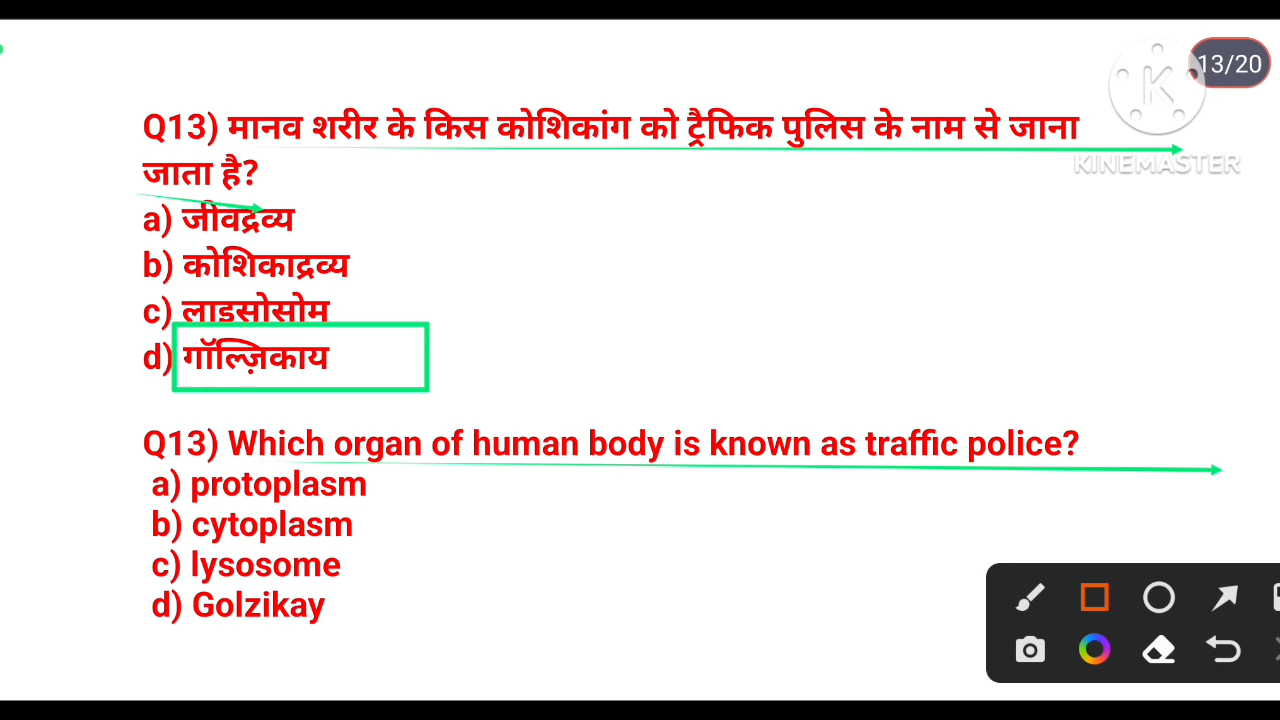 13/20
K
KINEMASTER
Q13) मानव शरीर के किस कोशिकांग को ट्रैफिक पुलिस के नाम से जाना
जाता है?
a) जीवद्रव्य
b) कोशिकाद्रव्य
c) लाइसोसोम
d) गॉल्ज़िकाय
Q13) Which organ of human body is known as traffic police?
a) protoplasm
b) cytoplasm
c) lysosome
d) Golzikay